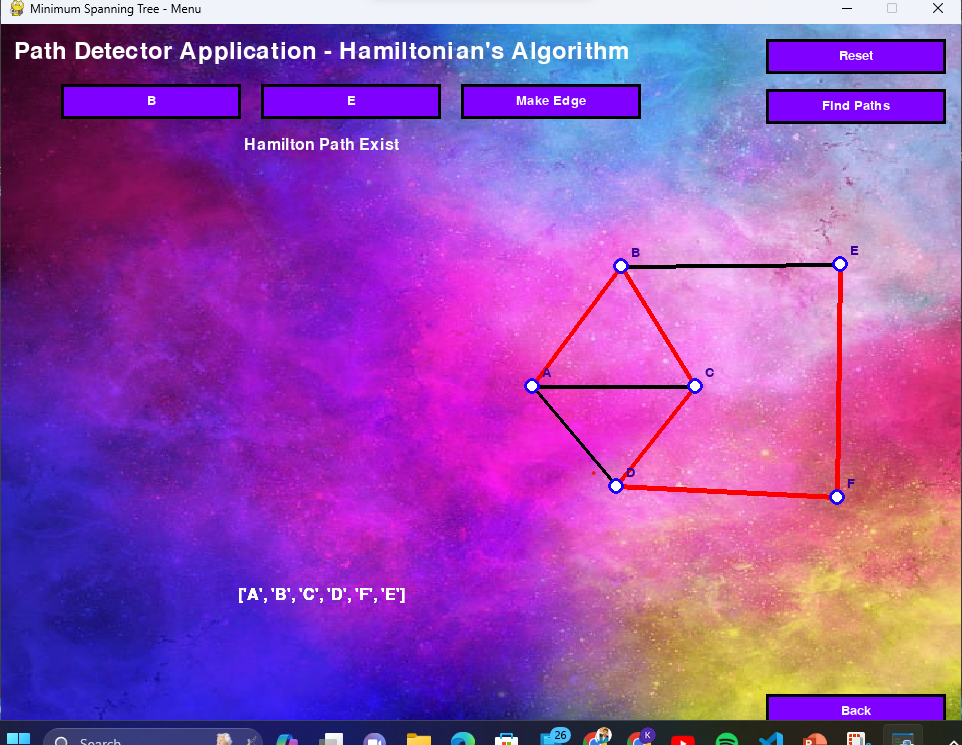 Minimum Spanning Tree - Menu
Path Detector Application - Hamiltonian's Algorithm
Reset
B
E
Make Edge
Find Paths
Hamilton Path Exist
B
E
A
C
D
F
['A', 'B', 'C', 'D', 'F', 'E']
Back
Search
26
K